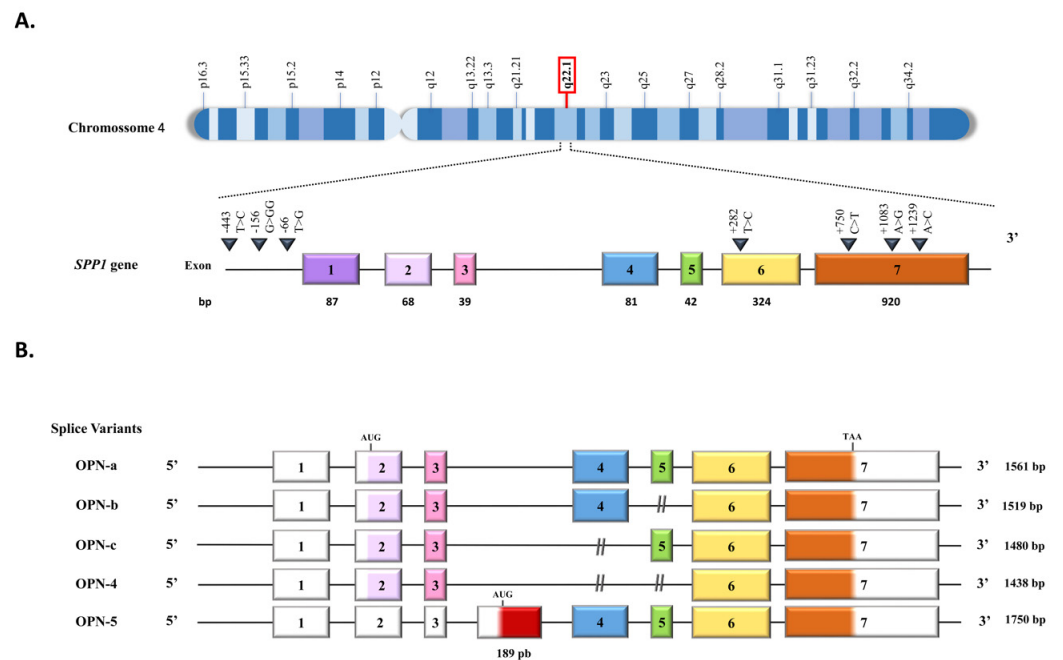 A.
p16.3 p15.33 p15.2 p14 p12 q12 q13.22 q13.3 q21.21 q22.1 q23 q25 q27 q28.2 q31.1 q31.23 q32.2 q34.2
Chromossome 4
-443 T>C -156 G>GG -66 T>G +282 T>C +750 C>T +1083 A>G +1239 A>C
3’
SPP1 gene Exon 1 2 3 4 5 6 7
bp 87 68 39 81 42 324 920
B.
Splice Variants
AUG TAA
OPN-a 5’ 1 2 3 4 5 6 7 3’ 1561 bp
OPN-b 5’ 1 2 3 4 // 6 7 3’ 1519 bp
OPN-c 5’ 1 2 3 // 5 6 7 3’ 1480 bp
OPN-4 5’ 1 2 3 // // 6 7 3’ 1438 bp
AUG
OPN-5 5’ 1 2 3 4 5 6 7 3’ 1750 bp
189 pb